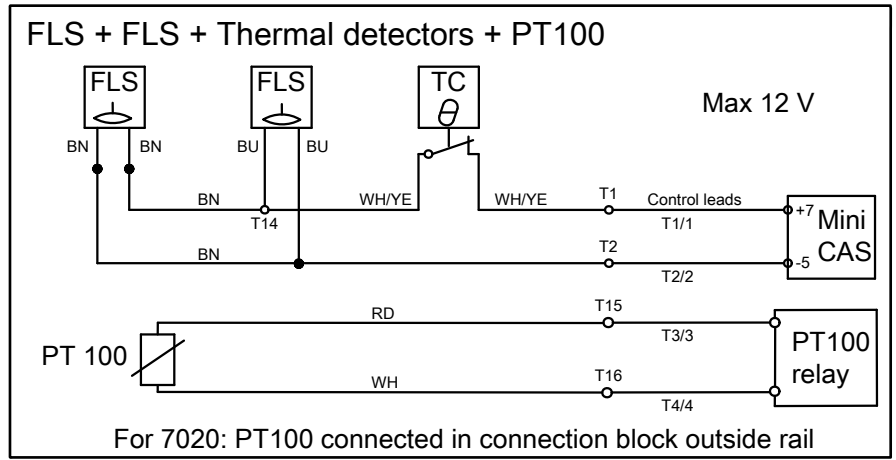 FLS + FLS + Thermal detectors + PT100
FLS FLS TC
Max 12 V
BN BN BU BU
BN WH/YE WH/YE T1 Control leads +7
T14 T1/1
Mini
CAS
BN T2 -5
T2/2
RD T15
T3/3
PT 100
PT100
relay
WH T16
T4/4
For 7020: PT100 connected in connection block outside rail